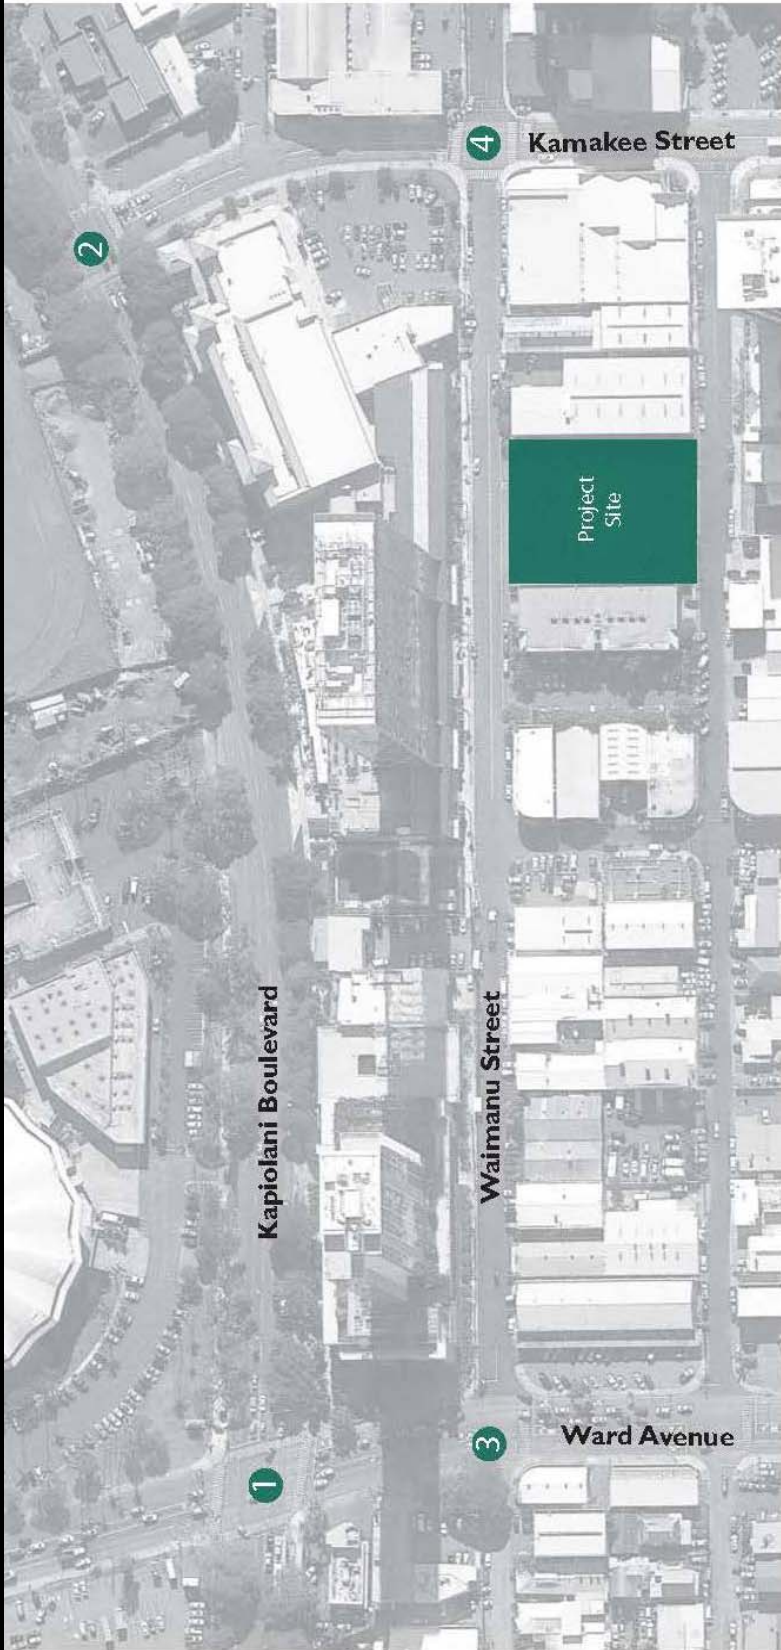 4
Kamakee Street
2
Project
Site
Kapiolani Boulevard
Waimanu Street
3
Ward Avenue
1